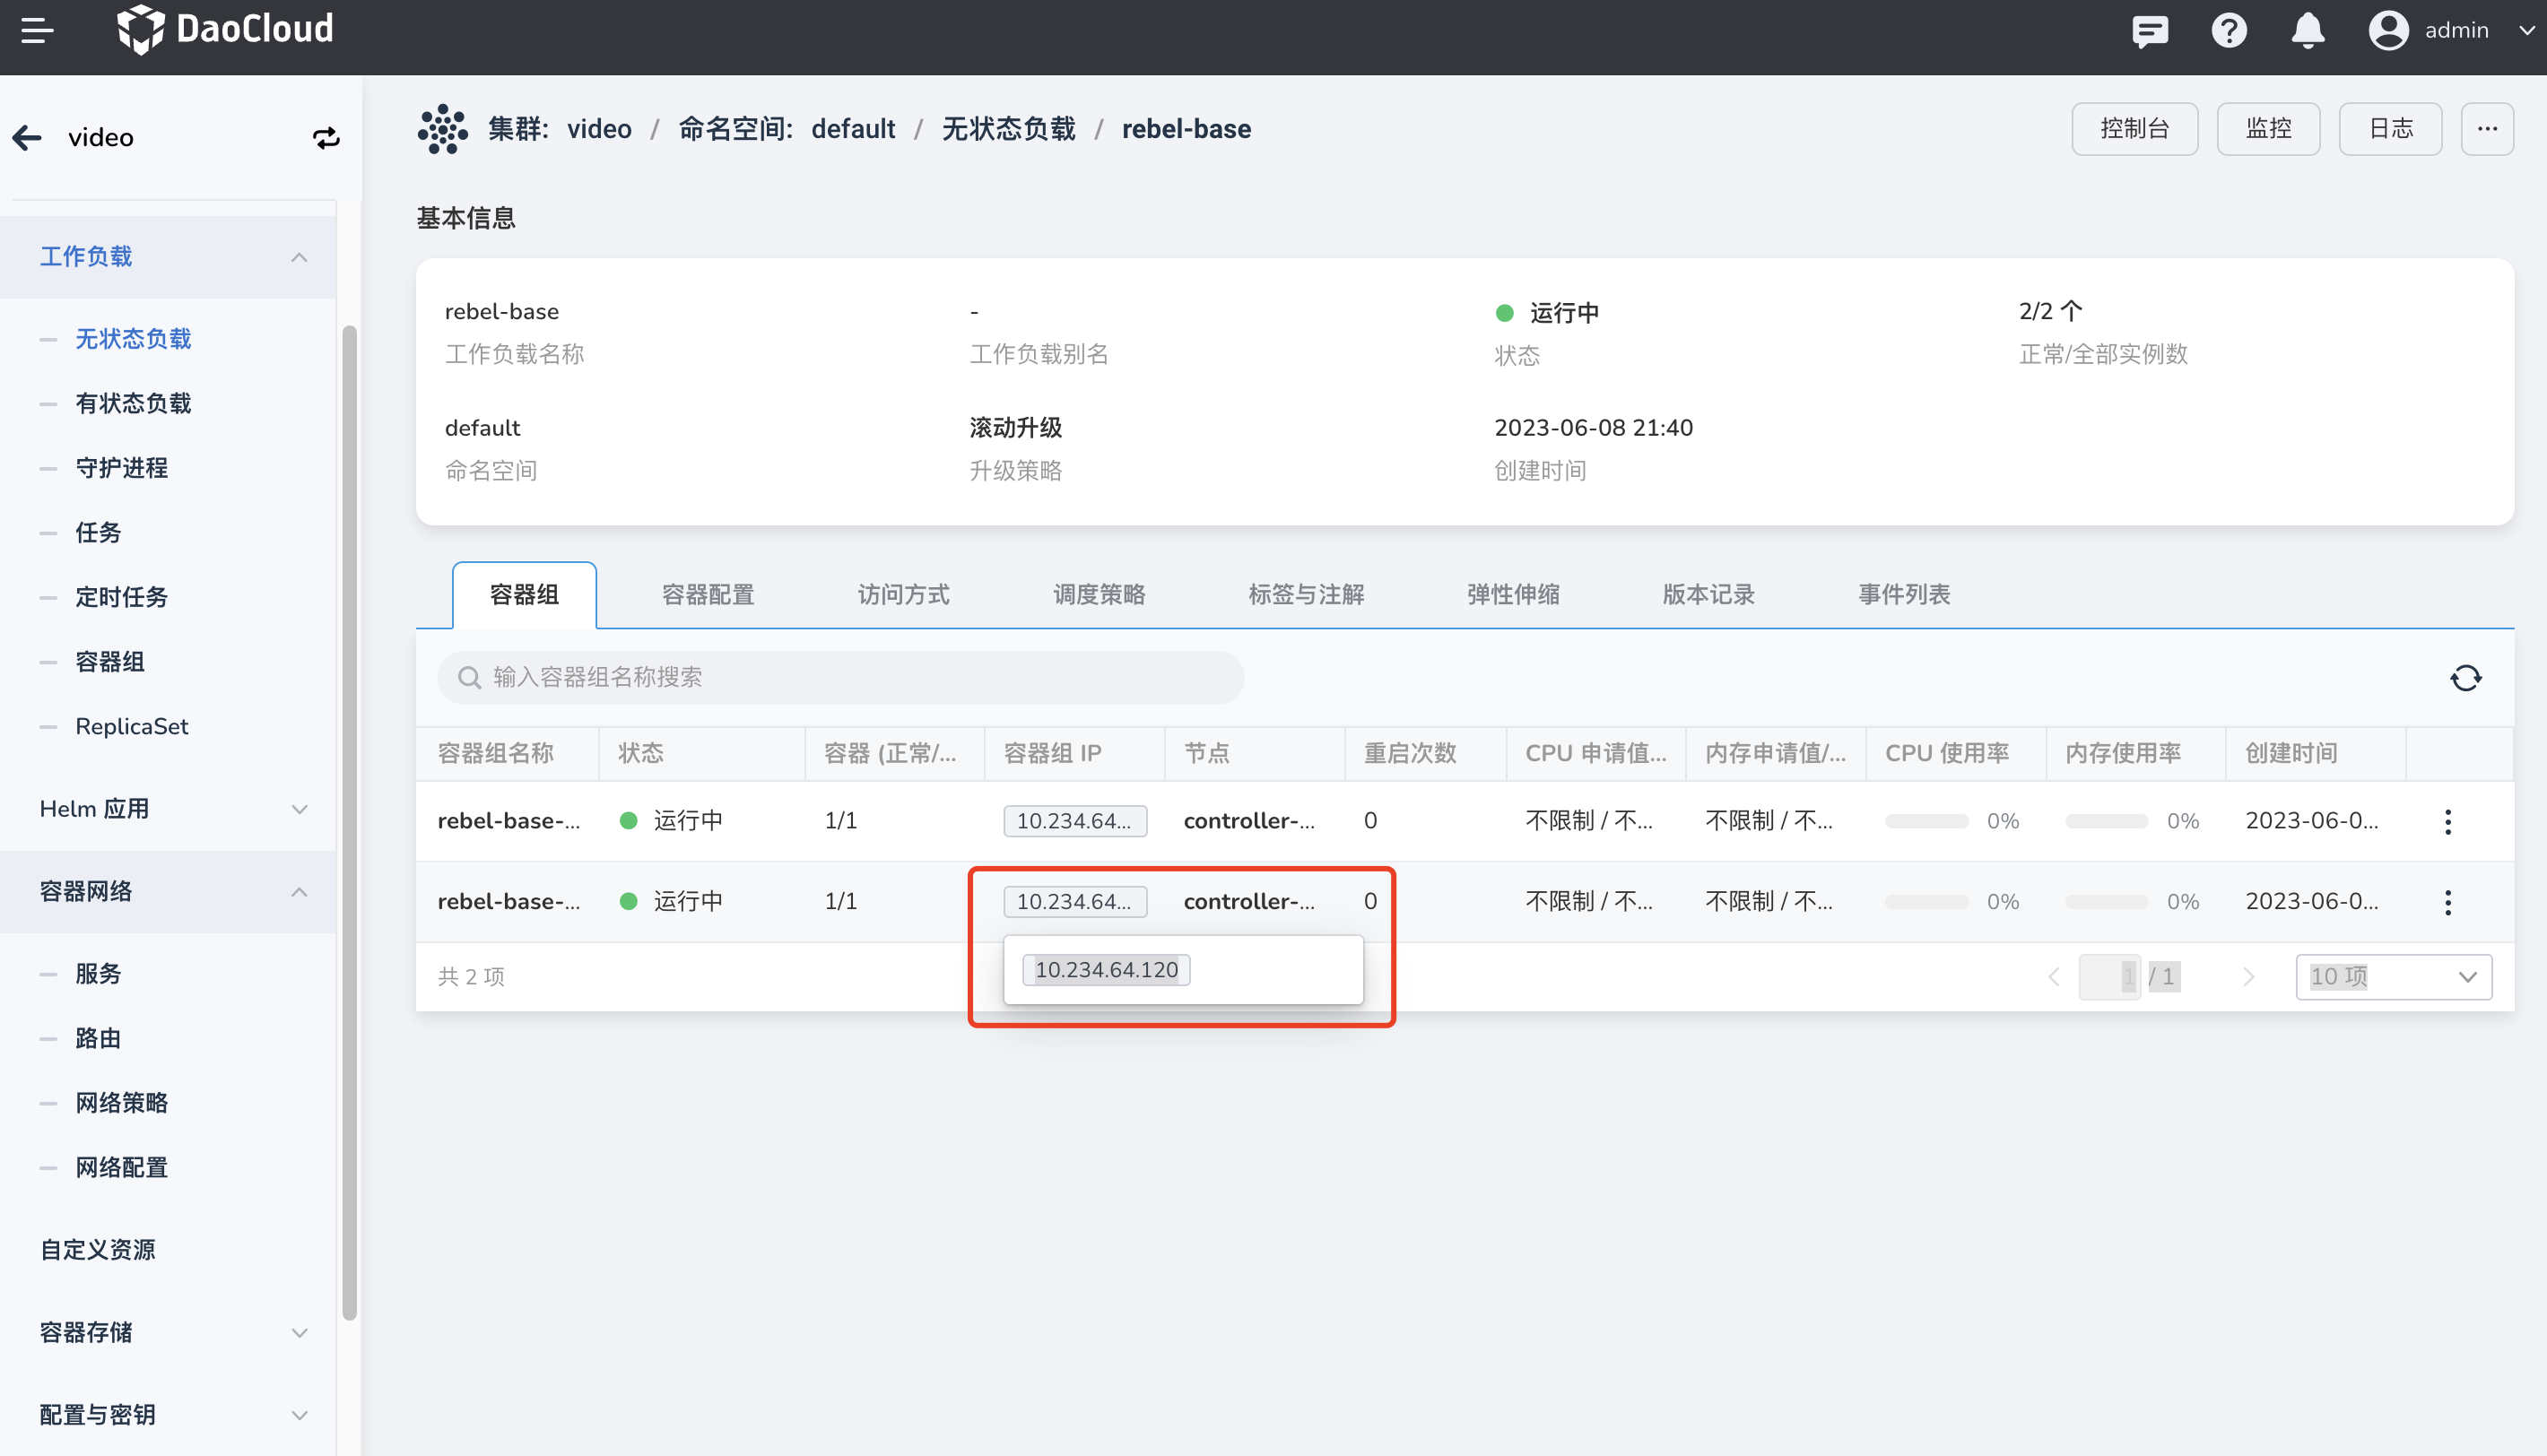 DaoCloud
admin
video
工作负载
无状态负载
有状态负载
守护进程
任务
定时任务
容器组
ReplicaSet
Helm 应用
容器网络
服务
路由
网络策略
网络配置
自定义资源
容器存储
配置与密钥
集群: video / 命名空间: default / 无状态负载 / rebel-base
控制台 监控 日志 ...
基本信息
rebel-base - 运行中 2/2 个
工作负载名称 工作负载别名 状态 正常/全部实例数
default 滚动升级 2023-06-08 21:40
命名空间 升级策略 创建时间
容器组 容器配置 访问方式 调度策略 标签与注解 弹性伸缩 版本记录 事件列表
输入容器组名称搜索
容器组名称 状态 容器 (正常/... 容器组 IP 节点 重启次数 CPU 申请值... 内存申请值/... CPU 使用率 内存使用率 创建时间
rebel-base-... 运行中 1/1 10.234.64... controller-... 0 不限制 / 不... 不限制 / 不... 0% 0% 2023-06-0...
rebel-base-... 运行中 1/1 10.234.64... controller-... 0 不限制 / 不... 不限制 / 不... 0% 0% 2023-06-0...
10.234.64.120
共 2 项 1 / 1 10 项